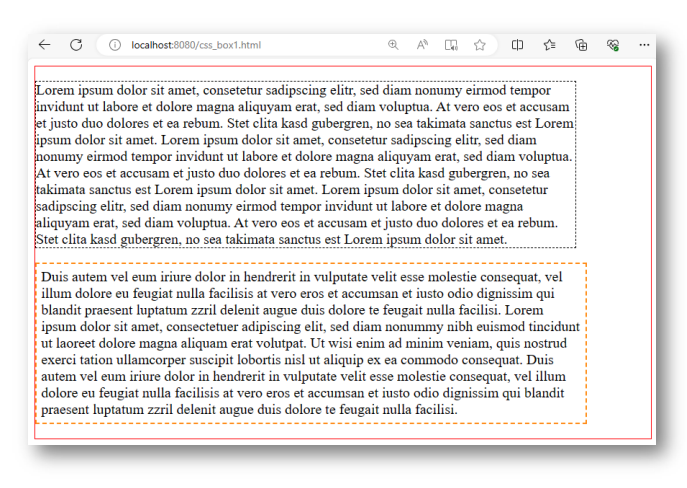 localhost:8080/css_box1.html
Lorem ipsum dolor sit amet, consetetur sadipscing elitr, sed diam nonumy eirmod tempor
invidunt ut labore et dolore magna aliquyam erat, sed diam voluptua. At vero eos et accusam
et justo duo dolores et ea rebum. Stet clita kasd gubergren, no sea takimata sanctus est Lorem
ipsum dolor sit amet. Lorem ipsum dolor sit amet, consetetur sadipscing elitr, sed diam
nonumy eirmod tempor invidunt ut labore et dolore magna aliquyam erat, sed diam voluptua.
At vero eos et accusam et justo duo dolores et ea rebum. Stet clita kasd gubergren, no sea
takimata sanctus est Lorem ipsum dolor sit amet. Lorem ipsum dolor sit amet, consetetur
sadipscing elitr, sed diam nonumy eirmod tempor invidunt ut labore et dolore magna
aliquyam erat, sed diam voluptua. At vero eos et accusam et justo duo dolores et ea rebum.
Stet clita kasd gubergren, no sea takimata sanctus est Lorem ipsum dolor sit amet.
Duis autem vel eum iriure dolor in hendrerit in vulputate velit esse molestie consequat, vel
illum dolore eu feugiat nulla facilisis at vero eros et accumsan et iusto odio dignissim qui
blandit praesent luptatum zzril delenit augue duis dolore te feugait nulla facilisi. Lorem
ipsum dolor sit amet, consectetuer adipiscing elit, sed diam nonummy nibh euismod tincidunt
ut laoreet dolore magna aliquam erat volutpat. Ut wisi enim ad minim veniam, quis nostrud
exerci tation ullamcorper suscipit lobortis nisl ut aliquip ex ea commodo consequat. Duis
autem vel eum iriure dolor in hendrerit in vulputate velit esse molestie consequat, vel illum
dolore eu feugiat nulla facilisis at vero eros et accumsan et iusto odio dignissim qui blandit
praesent luptatum zzril delenit augue duis dolore te feugait nulla facilisi.